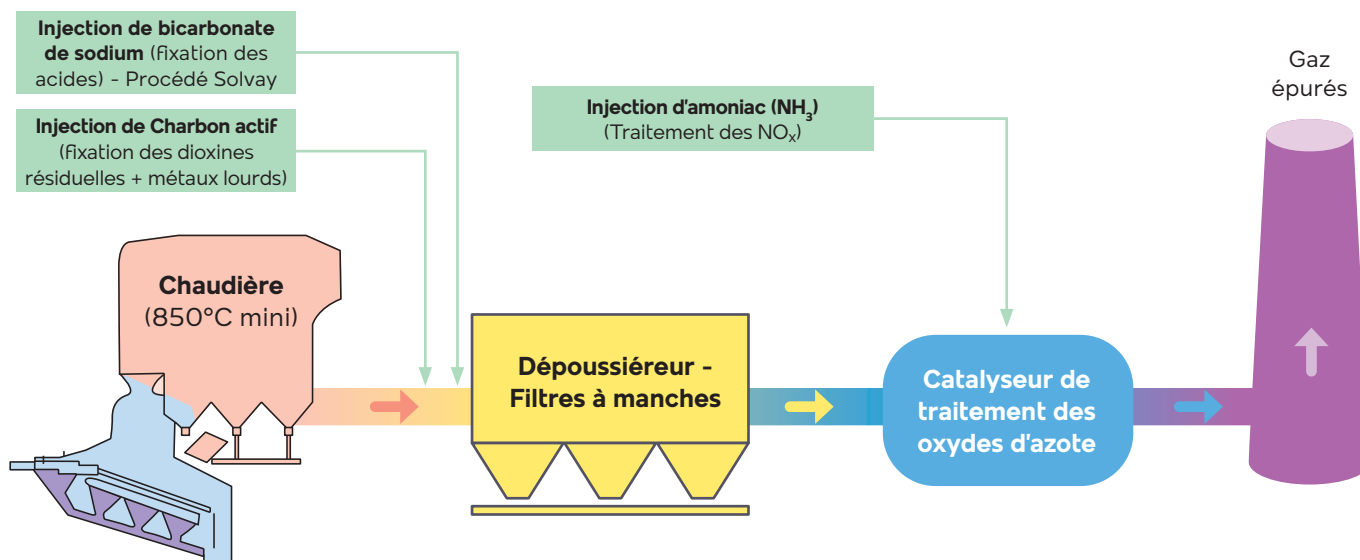 Injection de bicarbonate
de sodium (fixation des
acides) - Procédé Solvay
Injection de Charbon actif
(fixation des dioxines
résiduelles + métaux lourds)
Injection d'amoniac (NH₃)
(Traitement des NOₓ)
Gaz
épurés
Chaudière
(850°C mini)
Dépoussiéreur -
Filtres à manches
Catalyseur de
traitement des
oxydes d'azote